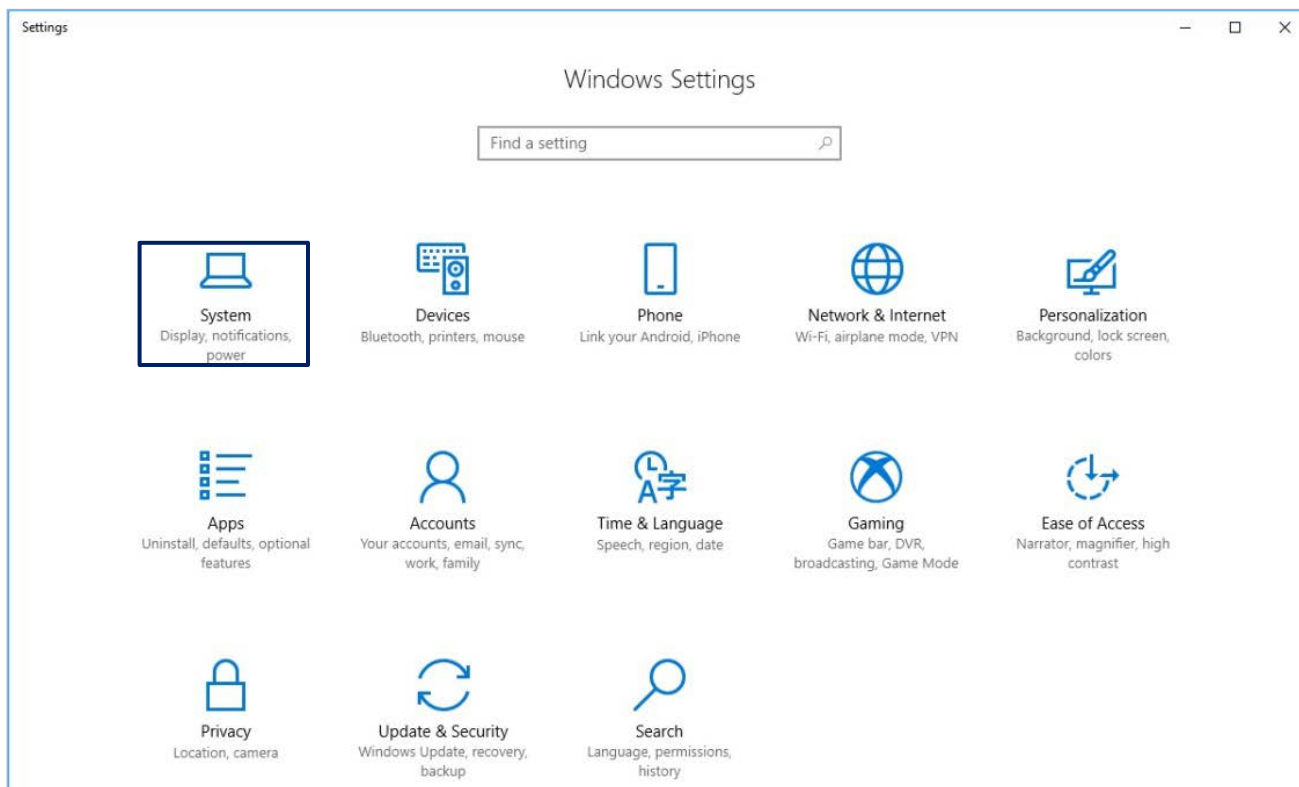 Settings
Windows Settings
Find a setting
System
Display, notifications,
power
Devices
Bluetooth, printers, mouse
Phone
Link your Android, iPhone
Network & Internet
Wi-Fi, airplane mode, VPN
Personalization
Background, lock screen,
colors
Apps
Uninstall, defaults, optional
features
Accounts
Your accounts, email, sync,
work, family
Time & Language
Speech, region, date
Gaming
Game bar, DVR,
broadcasting, Game Mode
Ease of Access
Narrator, magnifier, high
contrast
Privacy
Location, camera
Update & Security
Windows Update, recovery,
backup
Search
Language, permissions,
history